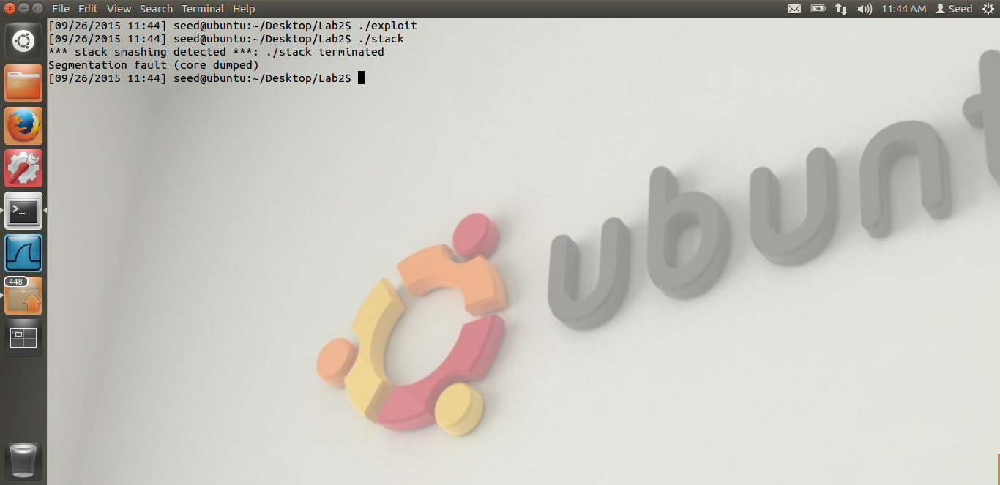 File Edit View Search Terminal Help 11:44 AM Seed
[09/26/2015 11:44] seed@ubuntu:~/Desktop/Lab2$ ./exploit
[09/26/2015 11:44] seed@ubuntu:~/Desktop/Lab2$ ./stack
*** stack smashing detected ***: ./stack terminated
Segmentation fault (core dumped)
[09/26/2015 11:44] seed@ubuntu:~/Desktop/Lab2$
>_
448
ubunt